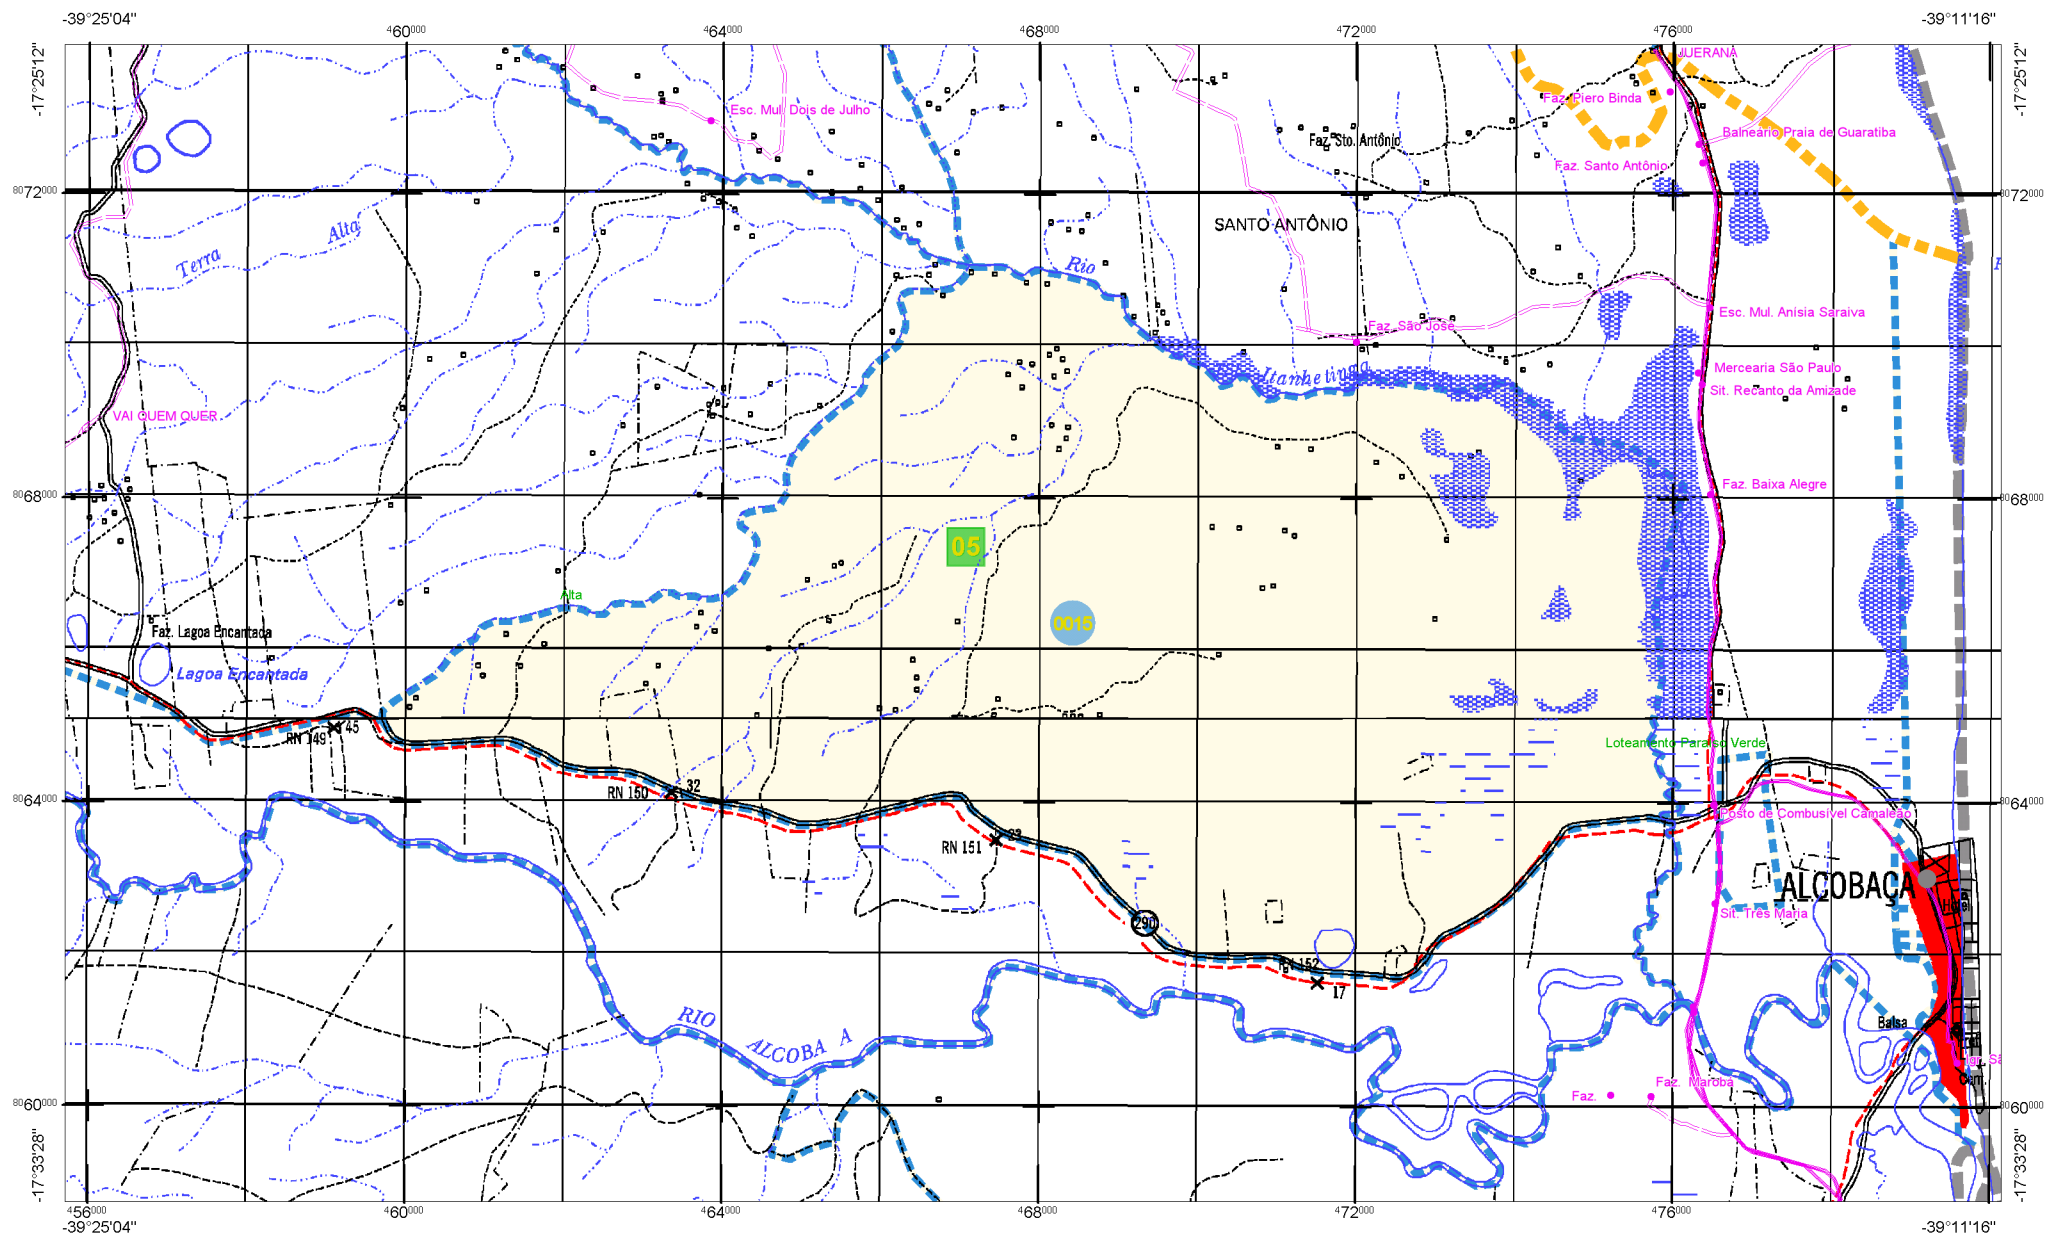 -39°25'04"
-39°11'16"
460000
464000
468000
472000
476000
-17°25'12"
-17°25'12"
JUERANA
Faz. Piero Binda
Esc. Mul. Dois de Julho
Balneário Praia de Guaratiba
Faz. Sto. Antônio
Faz. Santo Antônio
8072000
8072000
SANTO ANTÔNIO
Terra
Alta
Rio
Esc. Mul. Anísia Saraiva
Faz. São José
Itanhetinga
Mercearia São Paulo
Sit. Recanto da Amizade
VAI QUEM QUER
Faz. Baixa Alegre
8068000
8068000
05
Alta
0015
Faz. Lagoa Encantada
Lagoa Encantada
RN 149
45
Loteamento Paraíso Verde
RN 150
32
8064000
8064000
Posto de Combusível Camaleão
RN 151
23
ALCOBAÇA
Hotel
Sit. Três Maria
290
RN 152
17
RIO
ALCOBA A
Balsa
Faz. Maroba
Faz.
Cem.
8060000
8060000
-17°33'28"
-17°33'28"
456000
460000
464000
468000
472000
476000
-39°25'04"
-39°11'16"